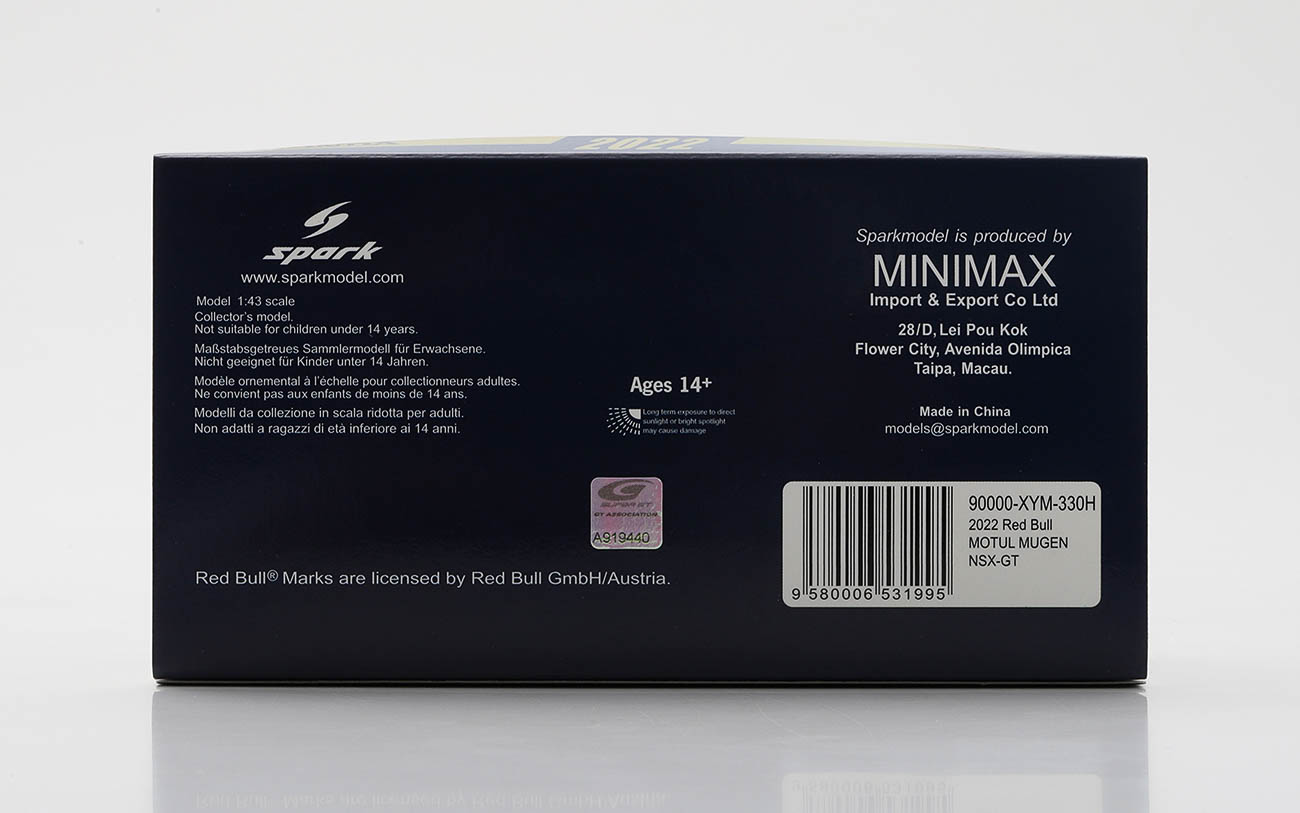 2022
spark
www.sparkmodel.com
Model 1:43 scale
Collector's model.
Not suitable for children under 14 years.
Maßstabsgetreues Sammlermodell für Erwachsene.
Nicht geeignet für Kinder unter 14 Jahren.
Modèle ornemental à l'échelle pour collectionneurs adultes.
Ne convient pas aux enfants de moins de 14 ans.
Modelli da collezione in scala ridotta per adulti.
Non adatti a ragazzi di età inferiore ai 14 anni.
Ages 14+
Long term exposure to direct
sunlight or bright spotlight
may cause damage
Sparkmodel is produced by
MINIMAX
Import & Export Co Ltd
28/D, Lei Pou Kok
Flower City, Avenida Olimpica
Taipa, Macau.
Made in China
models@sparkmodel.com
SUPER GT
GT ASSOCIATION
A919440
Red Bull® Marks are licensed by Red Bull GmbH/Austria.
90000-XYM-330H
2022 Red Bull
MOTUL MUGEN
NSX-GT
9 580006 531995